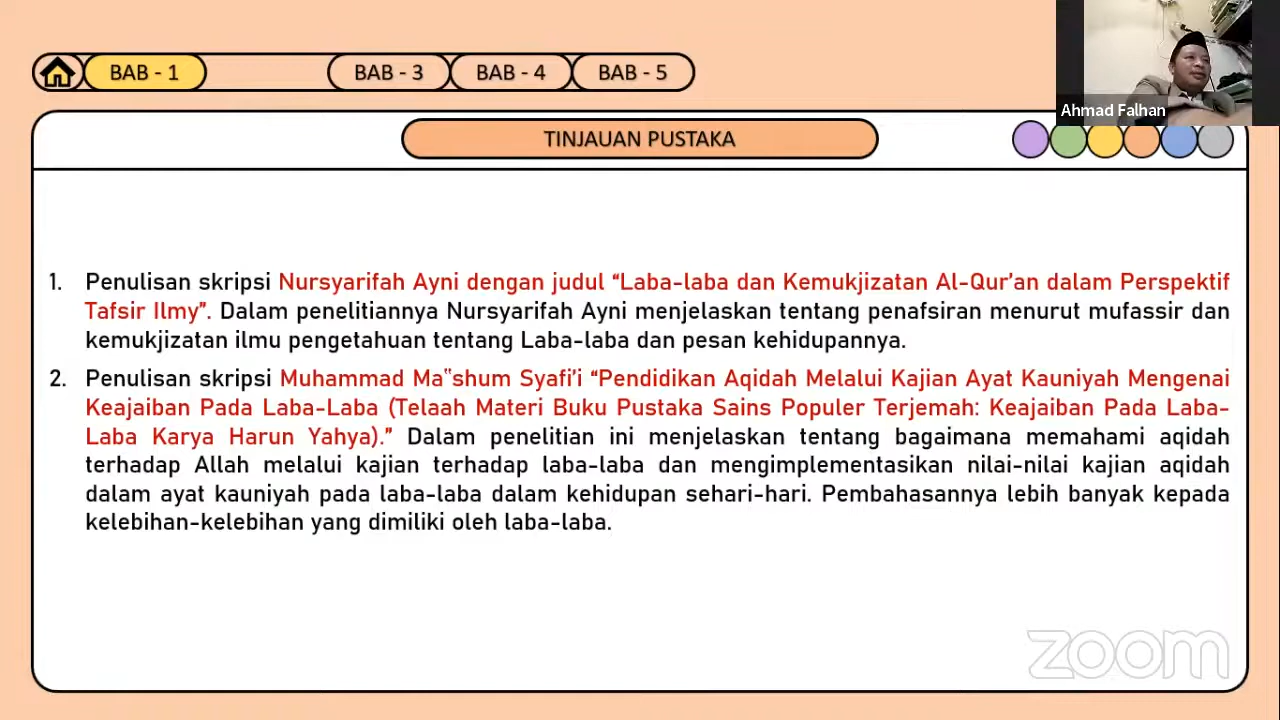 BAB - 1
BAB - 3
BAB - 4
BAB - 5
Ahmad Falhan
TINJAUAN PUSTAKA
1. Penulisan skripsi Nursyarifah Ayni dengan judul “Laba-laba dan Kemukjizatan Al-Qur’an dalam Perspektif
Tafsir Ilmy”. Dalam penelitiannya Nursyarifah Ayni menjelaskan tentang penafsiran menurut mufassir dan
kemukjizatan ilmu pengetahuan tentang Laba-laba dan pesan kehidupannya.
2. Penulisan skripsi Muhammad Ma‟shum Syafi’i “Pendidikan Aqidah Melalui Kajian Ayat Kauniyah Mengenai
Keajaiban Pada Laba-Laba (Telaah Materi Buku Pustaka Sains Populer Terjemah: Keajaiban Pada Laba-
Laba Karya Harun Yahya).” Dalam penelitian ini menjelaskan tentang bagaimana memahami aqidah
terhadap Allah melalui kajian terhadap laba-laba dan mengimplementasikan nilai-nilai kajian aqidah
dalam ayat kauniyah pada laba-laba dalam kehidupan sehari-hari. Pembahasannya lebih banyak kepada
kelebihan-kelebihan yang dimiliki oleh laba-laba.
zoom